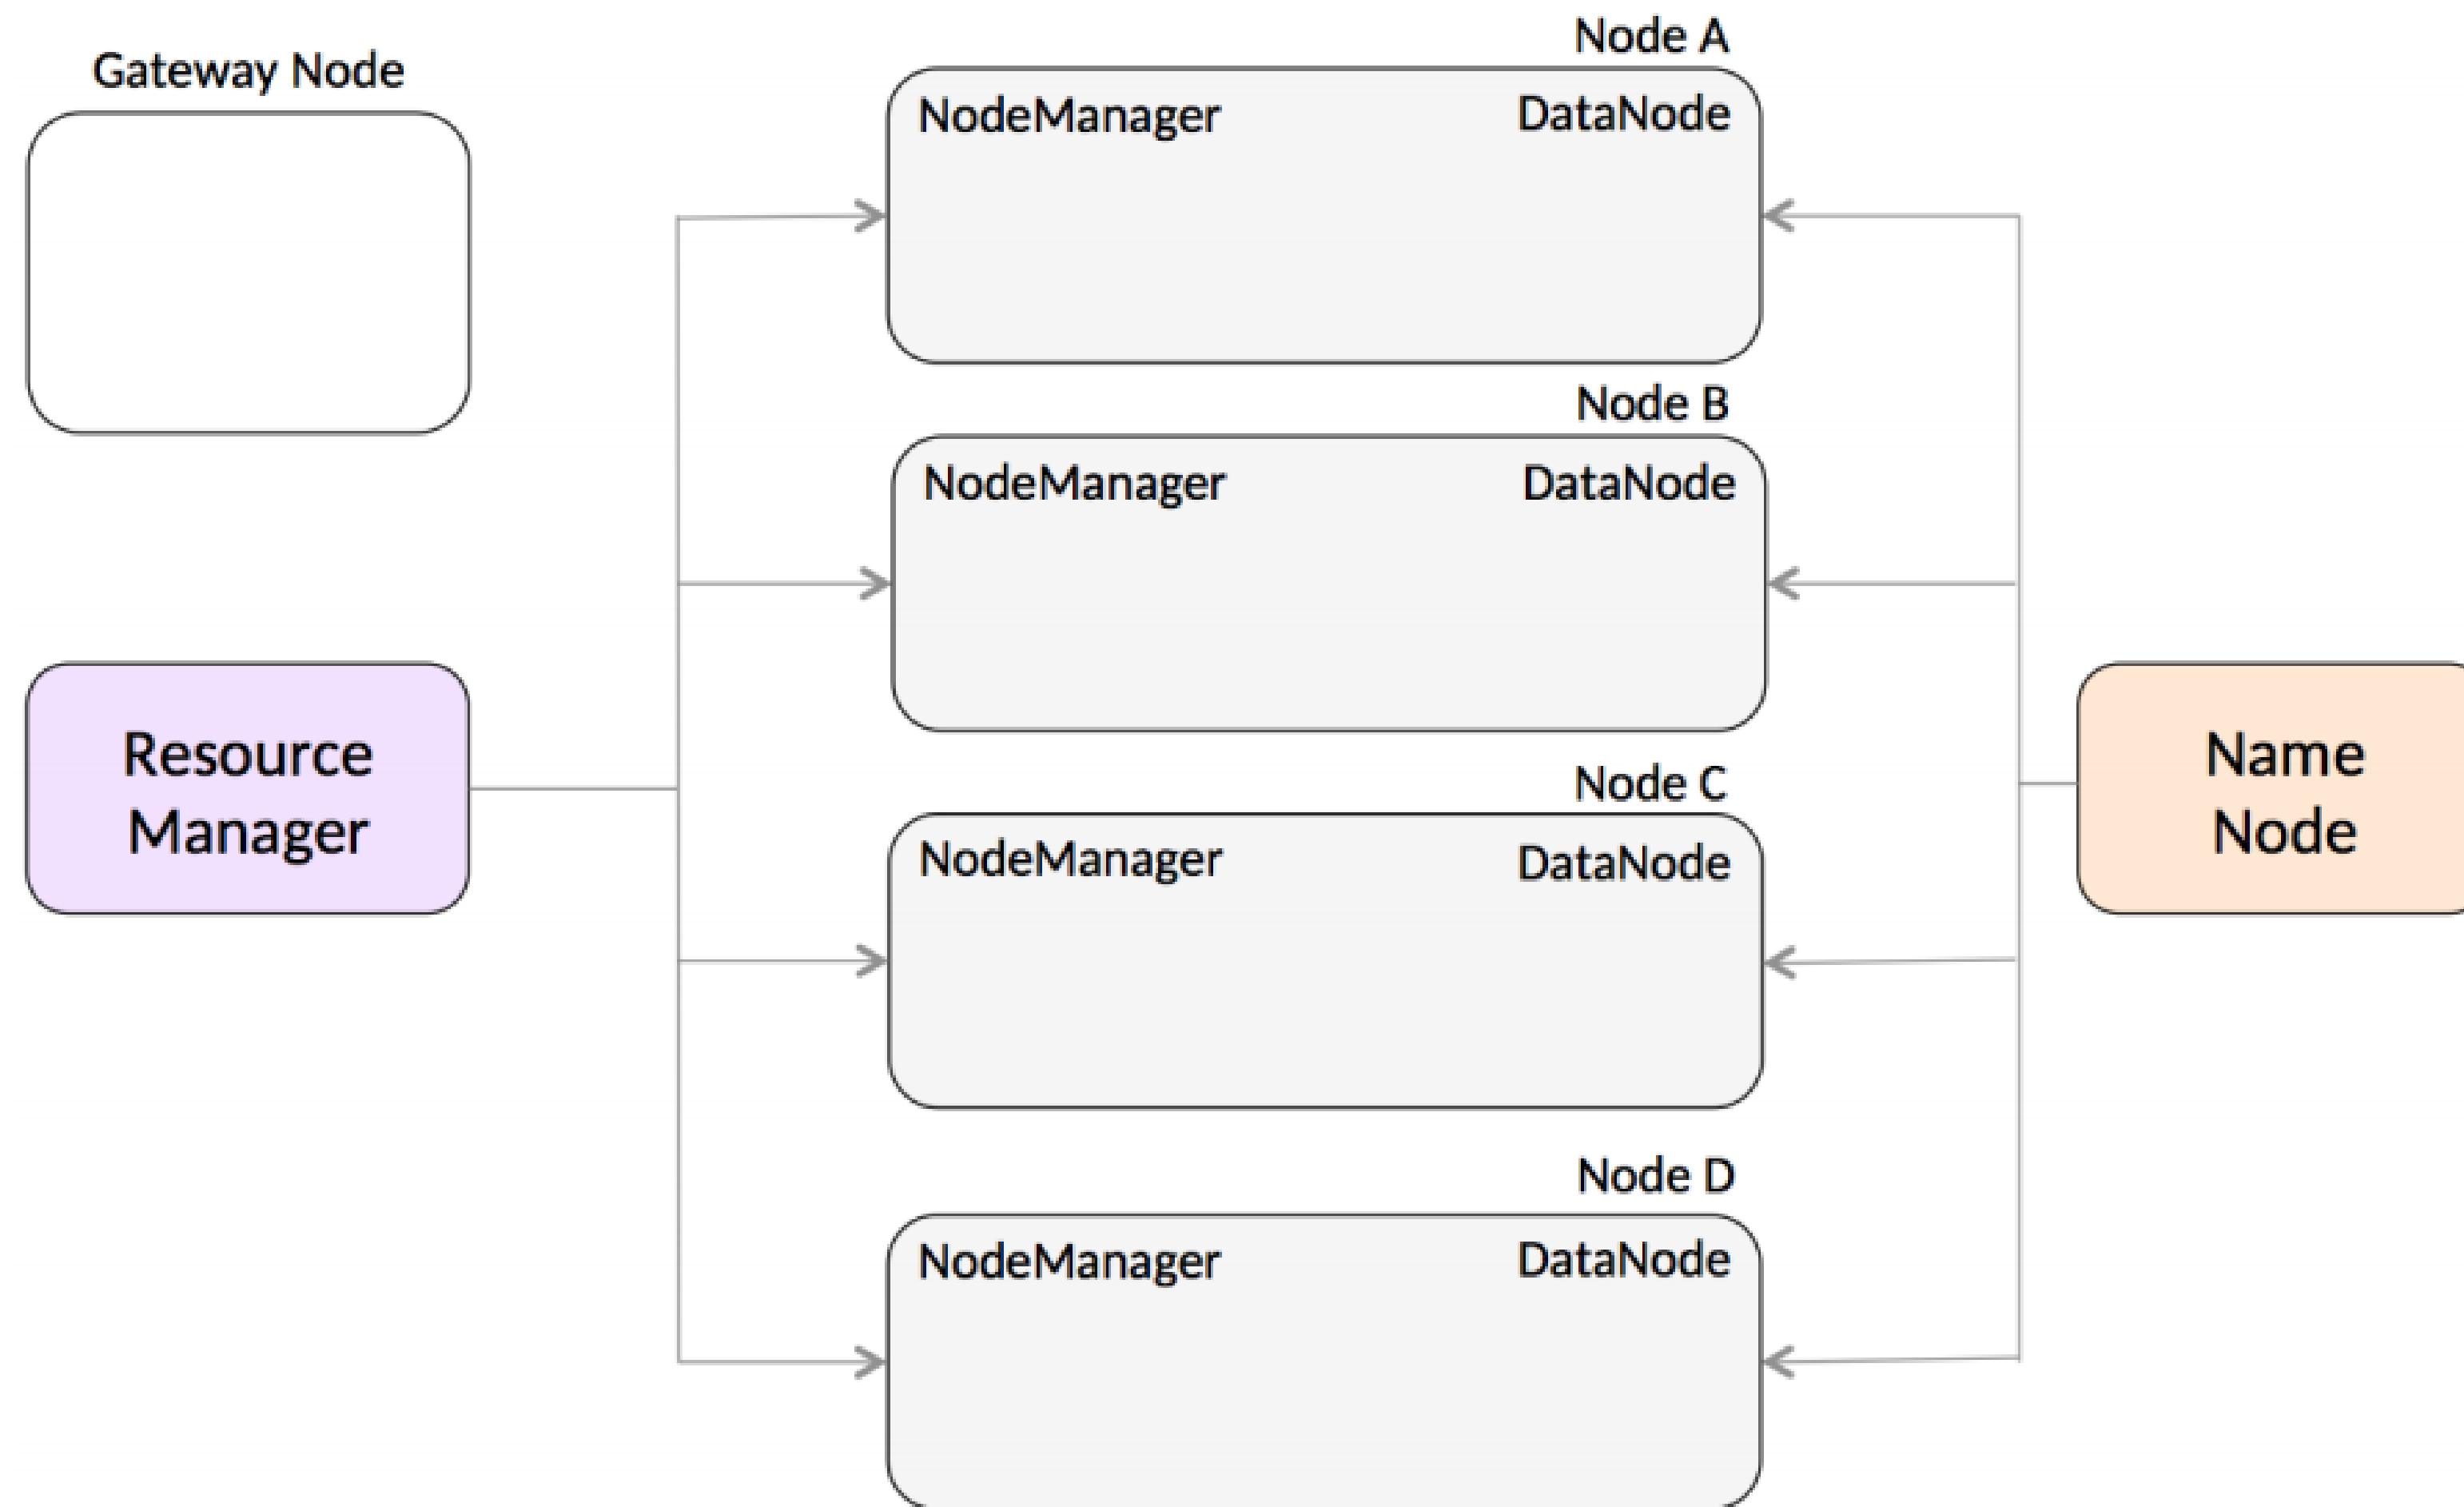 Gateway Node
Node A
NodeManager DataNode
Node B
NodeManager DataNode
Resource
Manager
Name
Node
Node C
NodeManager DataNode
Node D
NodeManager DataNode